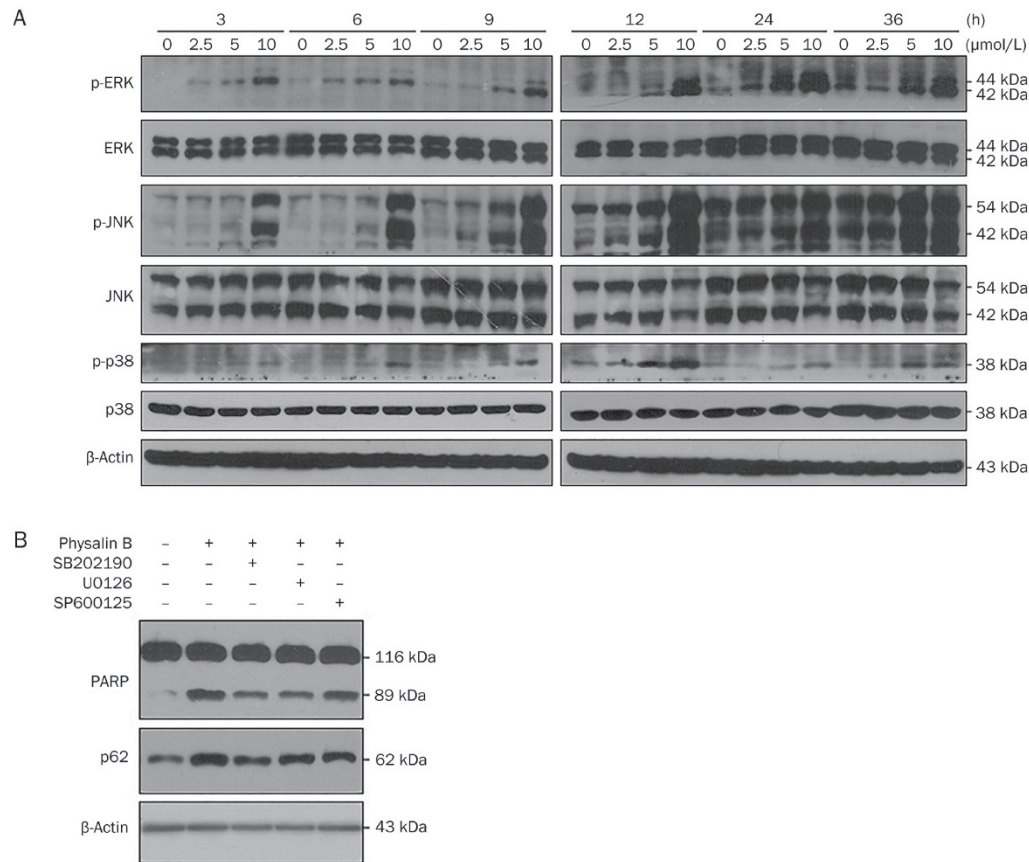 A
3 6 9 12 24 36 (h)
0 2.5 5 10 0 2.5 5 10 0 2.5 5 10 0 2.5 5 10 0 2.5 5 10 0 2.5 5 10 (μmol/L)
p-ERK 44 kDa
42 kDa
ERK 44 kDa
42 kDa
p-JNK 54 kDa
42 kDa
JNK 54 kDa
42 kDa
p-p38 38 kDa
p38 38 kDa
β-Actin 43 kDa
B
Physalin B – + + + +
SB202190 – – + – –
U0126 – – – + –
SP600125 – – – – +
PARP 116 kDa
89 kDa
p62 62 kDa
β-Actin 43 kDa